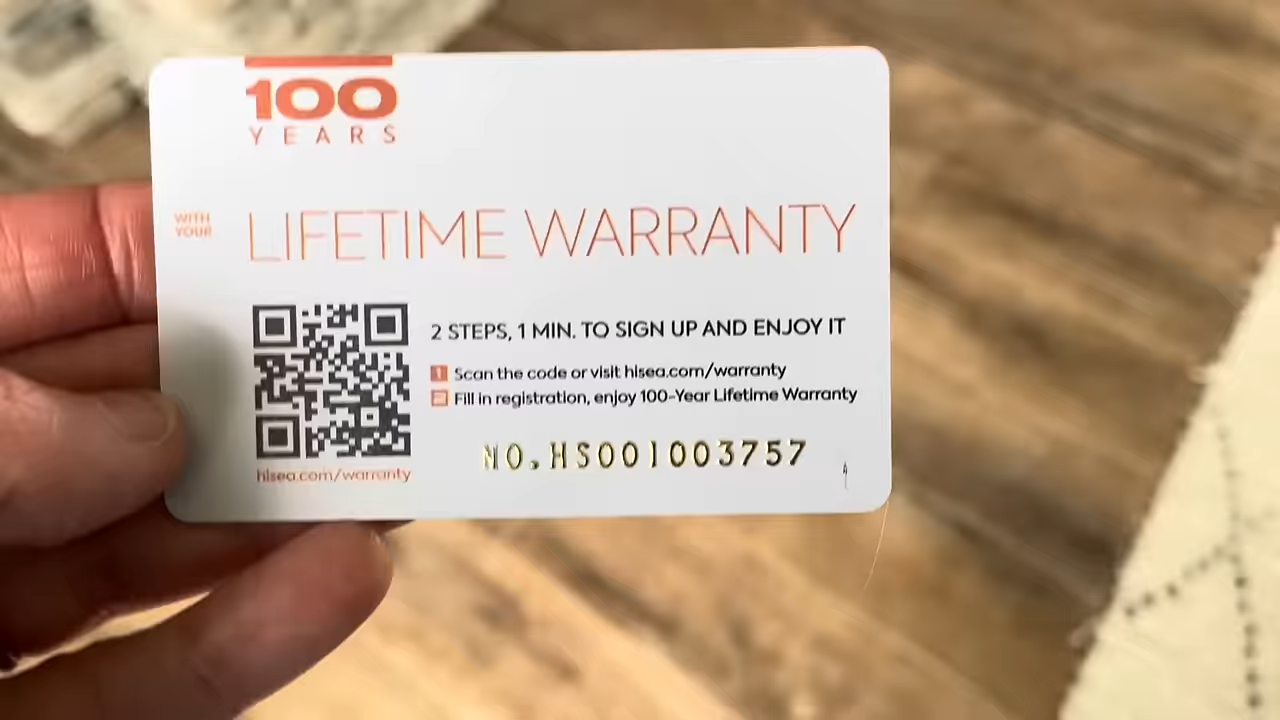 100
YEARS
WITH
YOUR
LIFETIME WARRANTY
2 STEPS, 1 MIN. TO SIGN UP AND ENJOY IT
1 Scan the code or visit hisea.com/warranty
2 Fill in registration, enjoy 100-Year Lifetime Warranty
NO.HS001003757
hisea.com/warranty